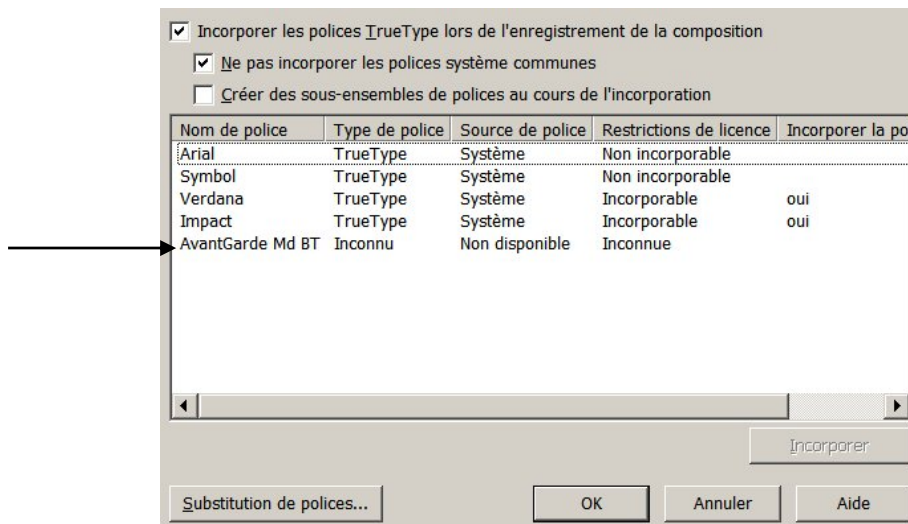 Incorporer les polices TrueType lors de l'enregistrement de la composition
Ne pas incorporer les polices système communes
Créer des sous-ensembles de polices au cours de l'incorporation
Nom de police Type de police Source de police Restrictions de licence Incorporer la po
Arial TrueType Système Non incorporable
Symbol TrueType Système Non incorporable
Verdana TrueType Système Incorporable oui
Impact TrueType Système Incorporable oui
AvantGarde Md BT Inconnu Non disponible Inconnue
Incorporer
Substitution de polices... OK Annuler Aide